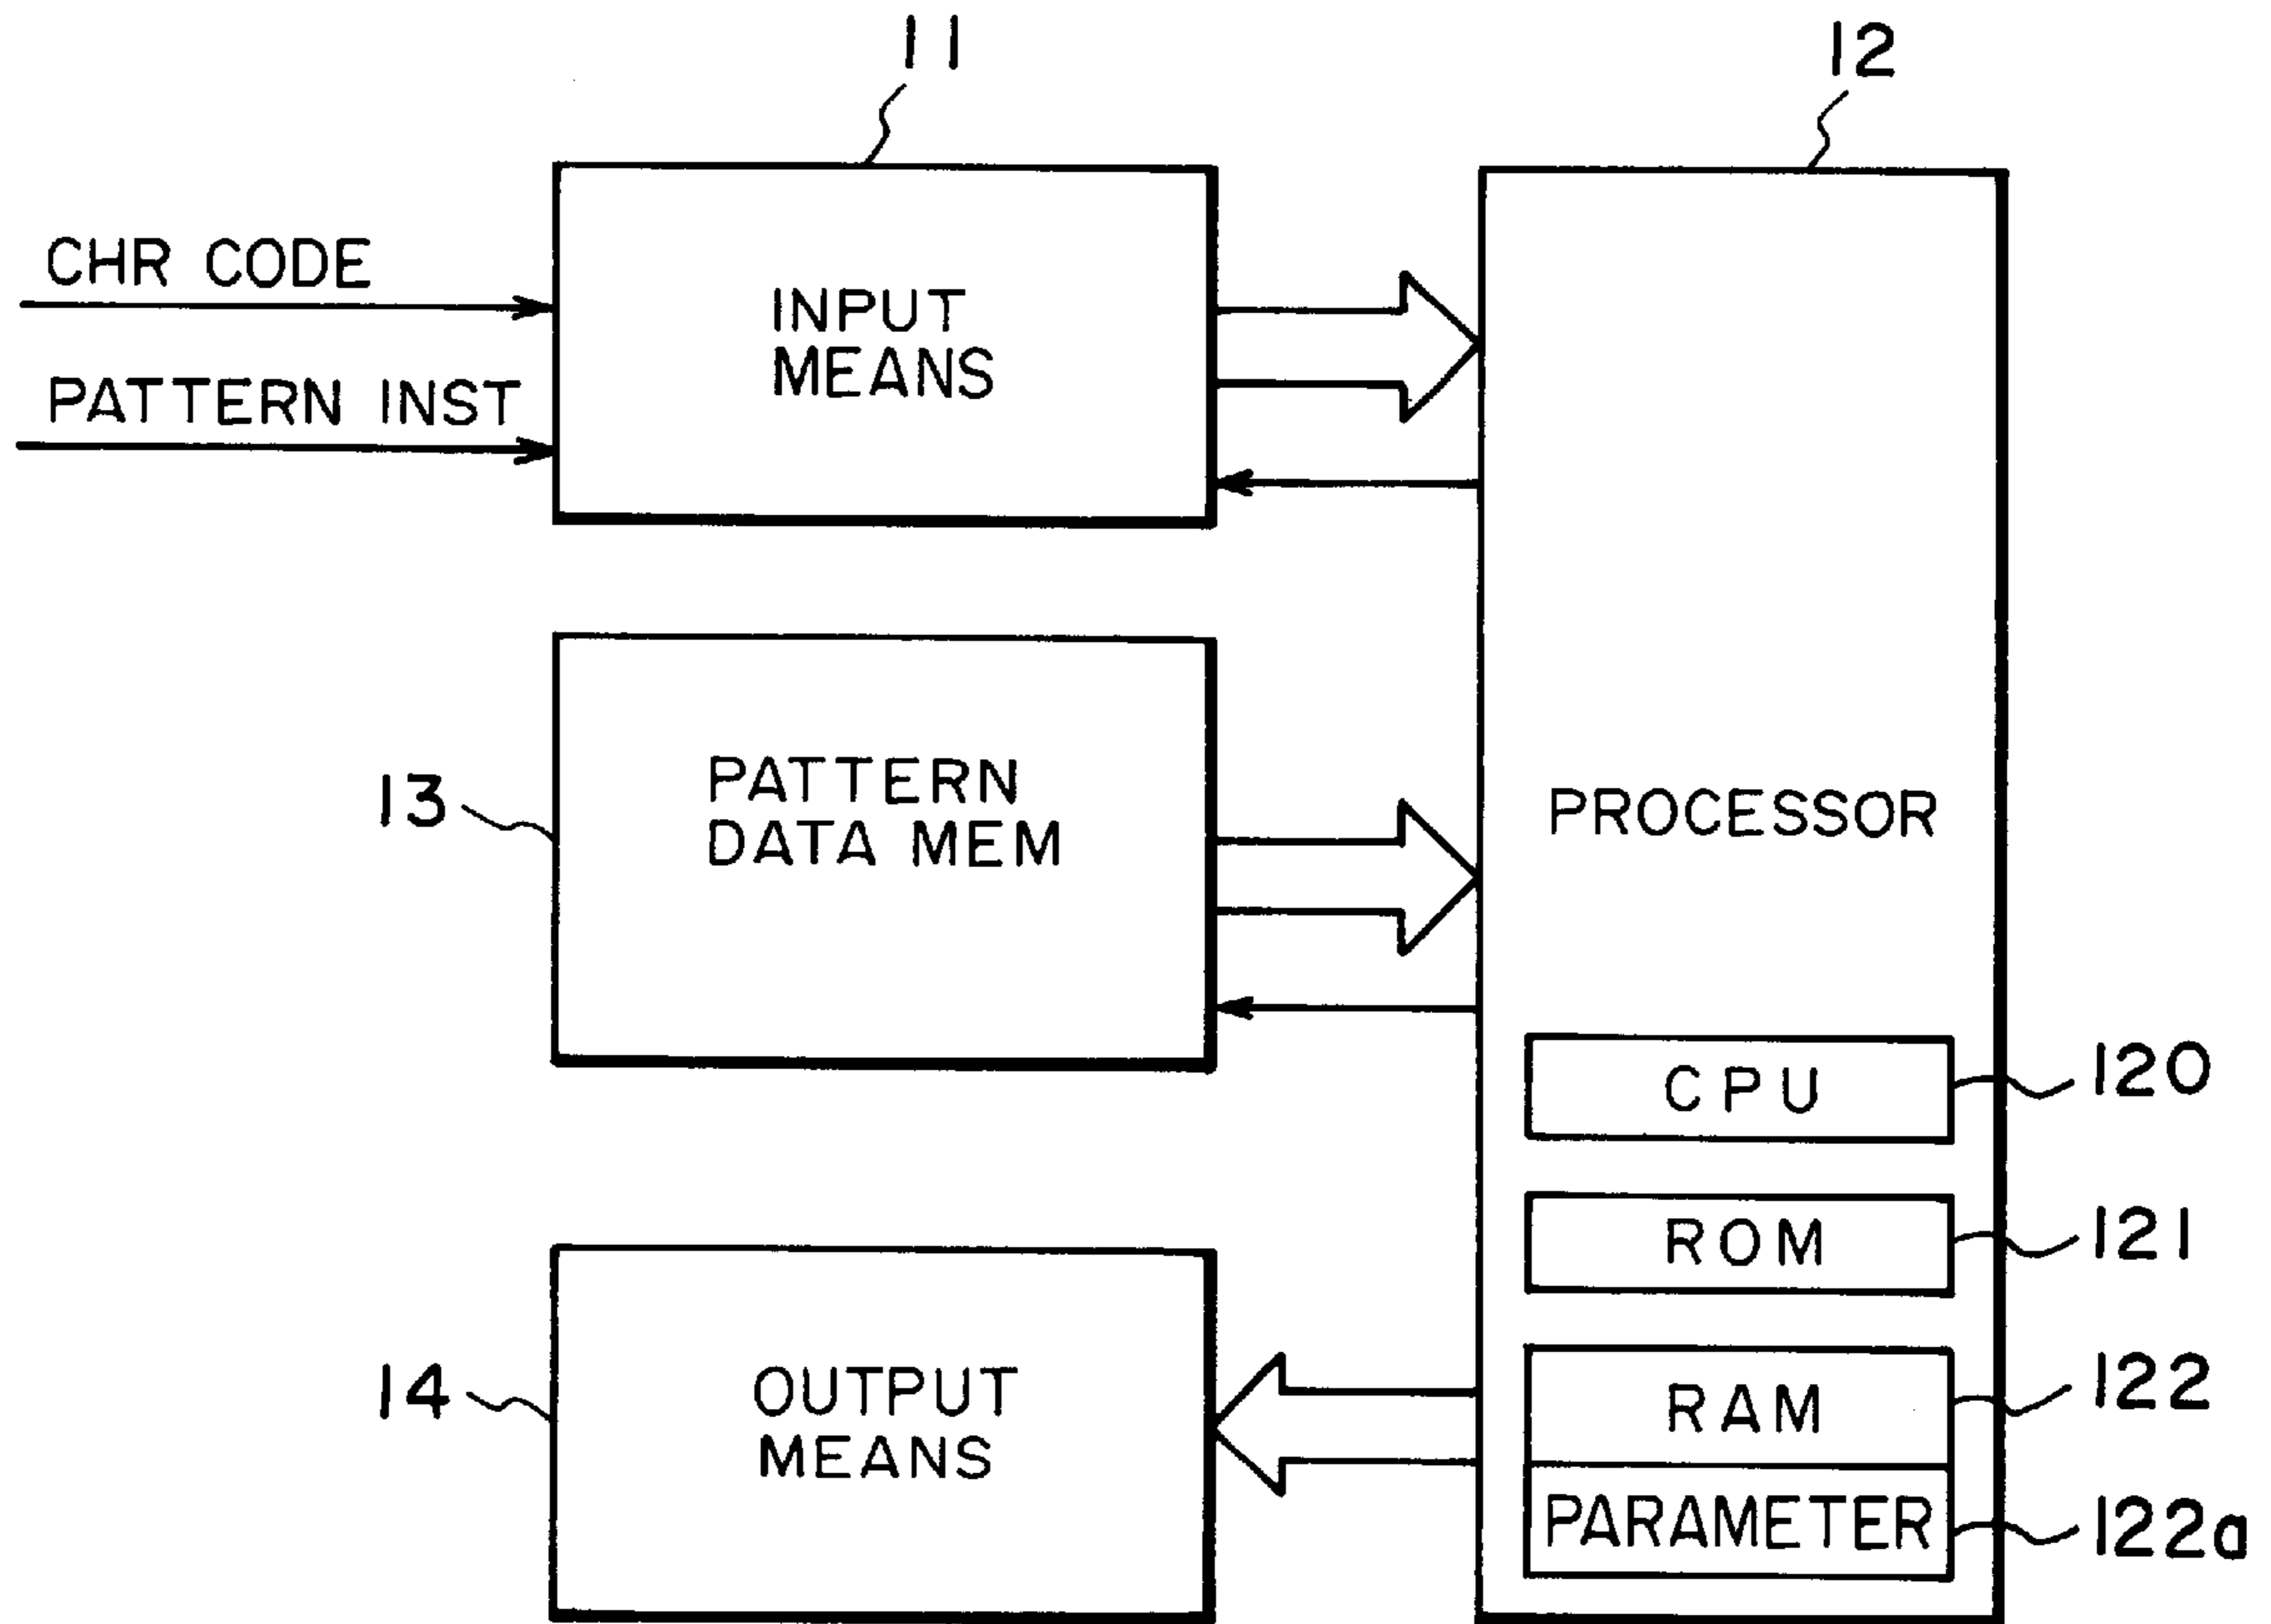 11
12
CHR CODE
PATTERN INST
INPUT
MEANS
13
PATTERN
DATA MEM
PROCESSOR
CPU
120
ROM
121
14
OUTPUT
MEANS
RAM
122
PARAMETER
122a